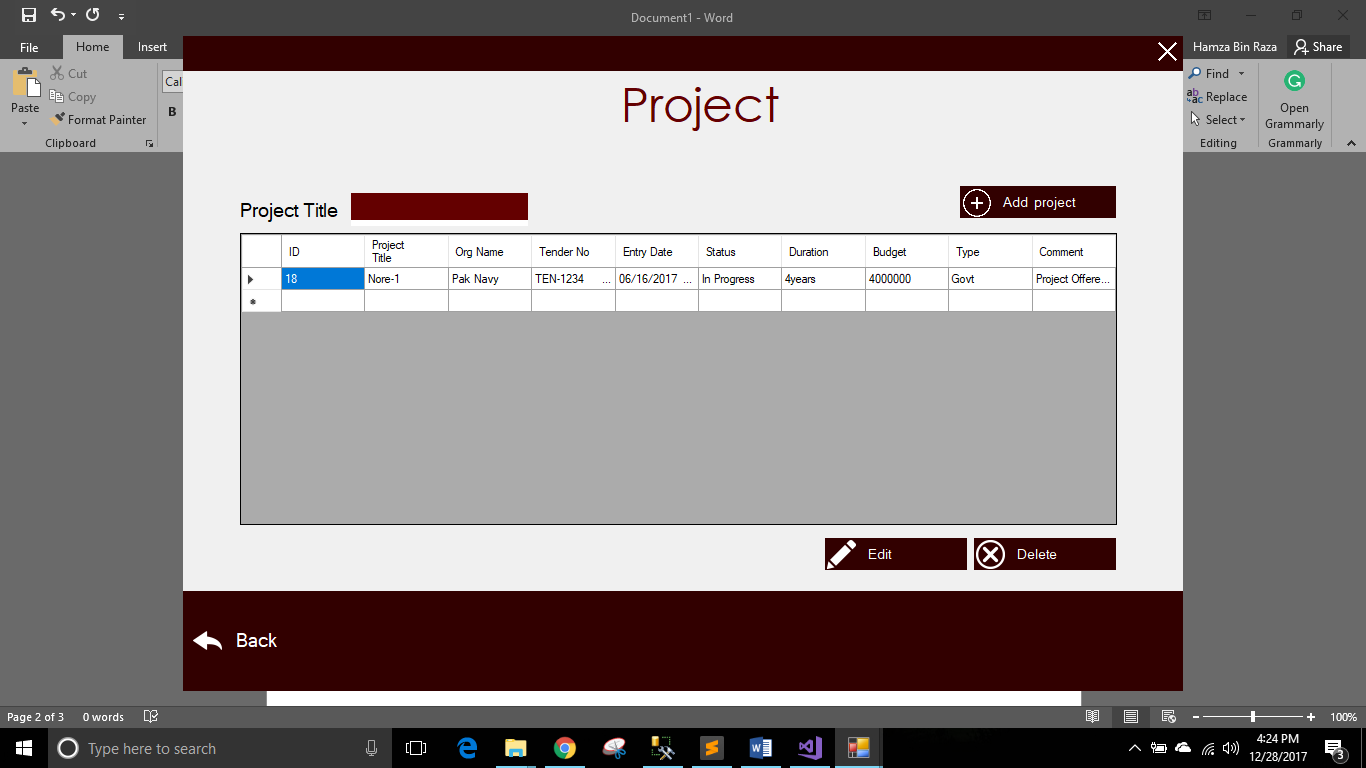 Document1 - Word
File Home Insert Hamza Bin Raza Share
Cut
Copy
Format Painter
Paste
Clipboard
Cal
B
Find
Replace
Select
Editing
Open
Grammarly
Grammarly
Project
Project Title
Add project
ID Project Title Org Name Tender No Entry Date Status Duration Budget Type Comment
18 Nore-1 Pak Navy TEN-1234 ... 06/16/2017 ... In Progress 4years 4000000 Govt Project Offere...
Edit Delete
Back
Page 2 of 3 0 words 100%
Type here to search
4:24 PM
12/28/2017
3